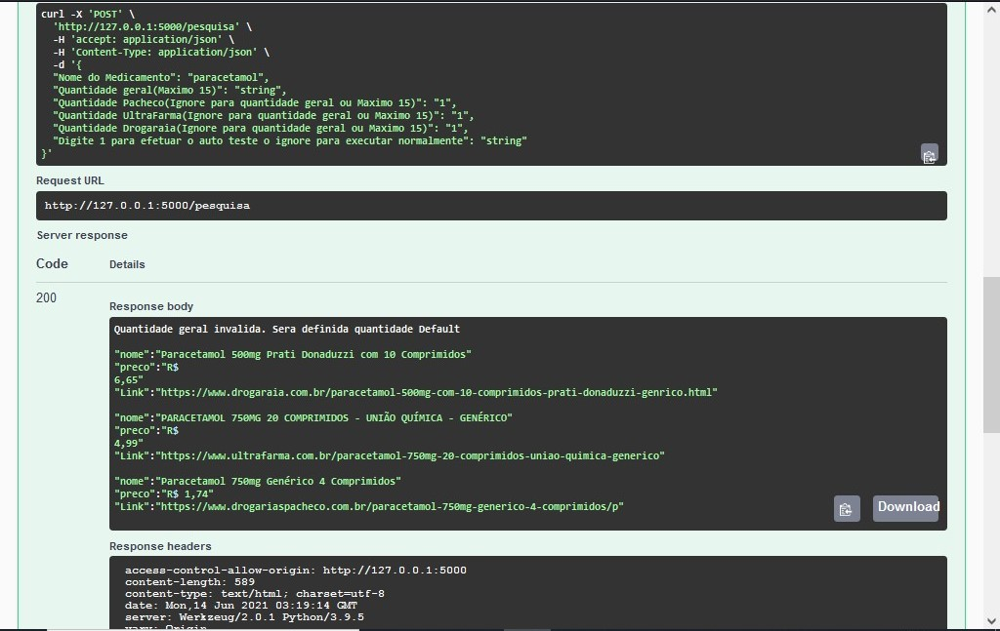 curl -X 'POST' \
  'http://127.0.0.1:5000/pesquisa' \
  -H 'accept: application/json' \
  -H 'Content-Type: application/json' \
  -d '{
  "Nome do Medicamento": "paracetamol",
  "Quantidade geral(Maximo 15)": "string",
  "Quantidade Pacheco(Ignore para quantidade geral ou Maximo 15)": "1",
  "Quantidade UltraFarma(Ignore para quantidade geral ou Maximo 15)": "1",
  "Quantidade Drogaraia(Ignore para quantidade geral ou Maximo 15)": "1",
  "Digite 1 para efetuar o auto teste o ignore para executar normalmente": "string"
}'
Request URL
http://127.0.0.1:5000/pesquisa
Server response
Code Details
200
Response body
Quantidade geral invalida. Sera definida quantidade Default
"nome":"Paracetamol 500mg Prati Donaduzzi com 10 Comprimidos"
"preco":"R$
6,65"
"Link":"https://www.drogaraia.com.br/paracetamol-500mg-com-10-comprimidos-prati-donaduzzi-genrico.html"
"nome":"PARACETAMOL 750MG 20 COMPRIMIDOS - UNIÃO QUÍMICA - GENÉRICO"
"preco":"R$
4,99"
"Link":"https://www.ultrafarma.com.br/paracetamol-750mg-20-comprimidos-uniao-quimica-generico"
"nome":"Paracetamol 750mg Genérico 4 Comprimidos"
"preco":"R$ 1,74"
"Link":"https://www.drogariaspacheco.com.br/paracetamol-750mg-generico-4-comprimidos/p"
Download
Response headers
access-control-allow-origin: http://127.0.0.1:5000
content-length: 589
content-type: text/html; charset=utf-8
date: Mon,14 Jun 2021 03:19:14 GMT
server: Werkzeug/2.0.1 Python/3.9.5
vary: Origin